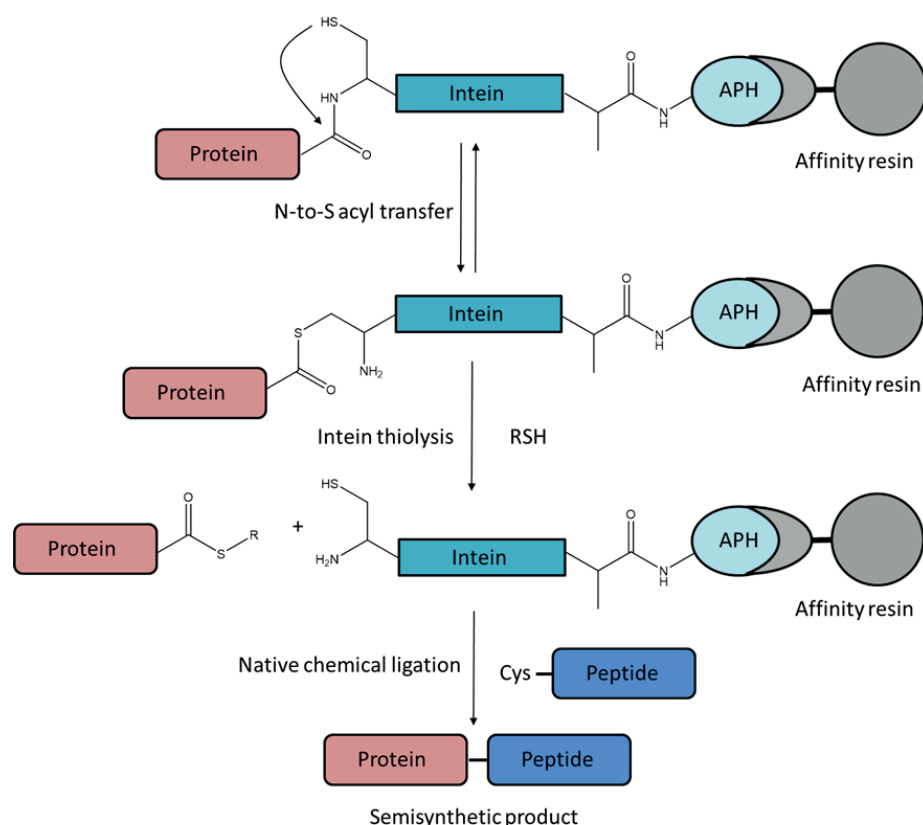 HS
HN
O
Protein
Intein
O
N
H
APH
Affinity resin
N-to-S acyl transfer
S
O
NH₂
Protein
Intein
O
N
H
APH
Affinity resin
Intein thiolysis RSH
Protein
O
S
R
+
HS
H₂N
Intein
O
N
H
APH
Affinity resin
Native chemical ligation
Cys
Peptide
Protein
Peptide
Semisynthetic product